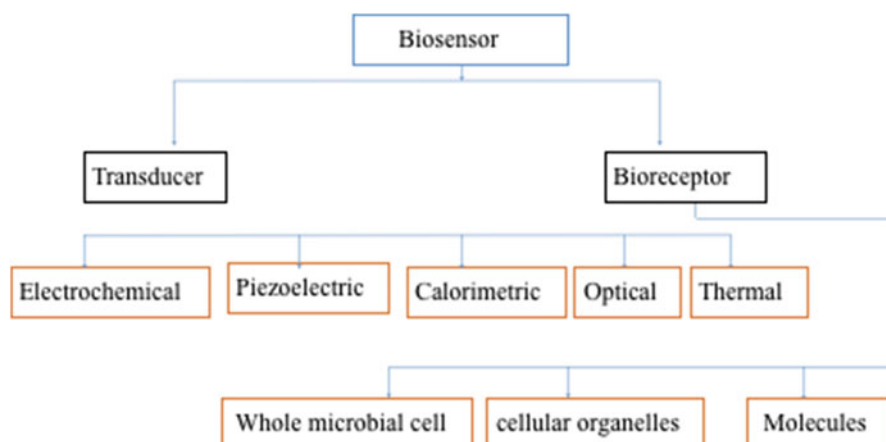 Biosensor
Transducer
Bioreceptor
Electrochemical
Piezoelectric
Calorimetric
Optical
Thermal
Whole microbial cell
cellular organelles
Molecules